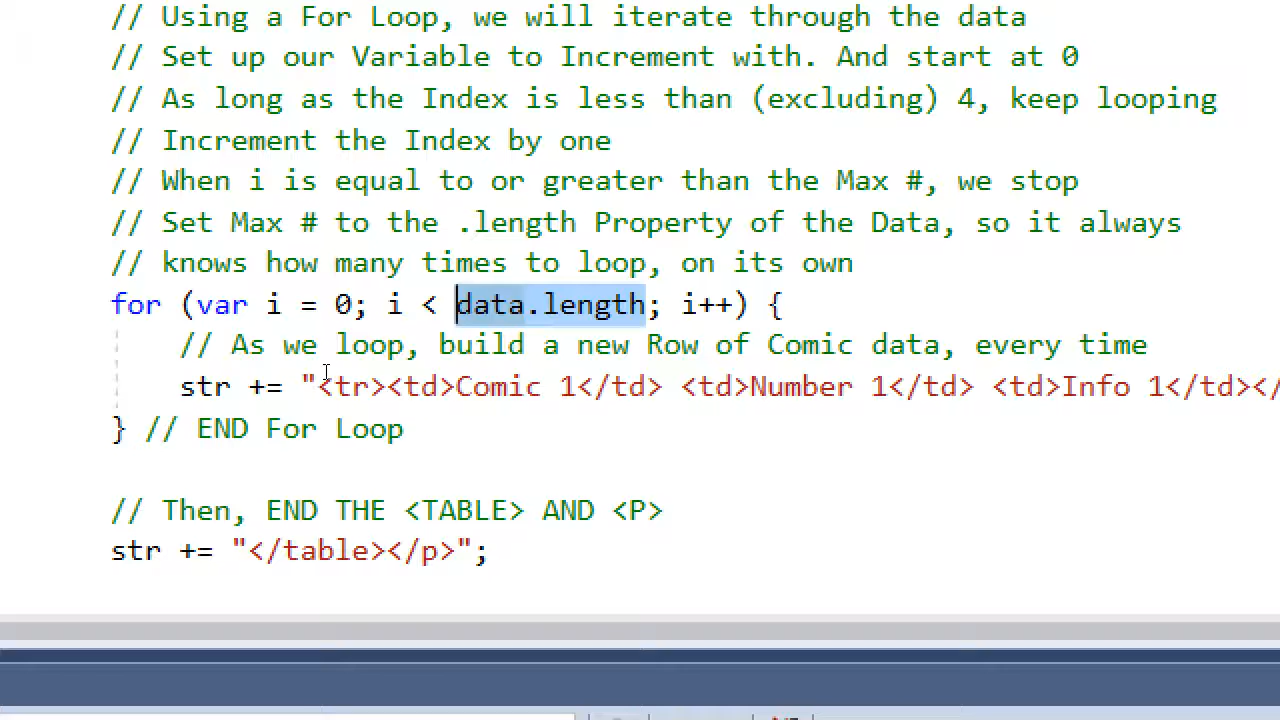 // Using a For Loop, we will iterate through the data
// Set up our Variable to Increment with. And start at 0
// As long as the Index is less than (excluding) 4, keep looping
// Increment the Index by one
// When i is equal to or greater than the Max #, we stop
// Set Max # to the .length Property of the Data, so it always
// knows how many times to loop, on its own
for (var i = 0; i < data.length; i++) {
// As we loop, build a new Row of Comic data, every time
str += "<tr><td>Comic 1</td> <td>Number 1</td> <td>Info 1</td></
} // END For Loop
// Then, END THE <TABLE> AND <P>
str += "</table></p>";